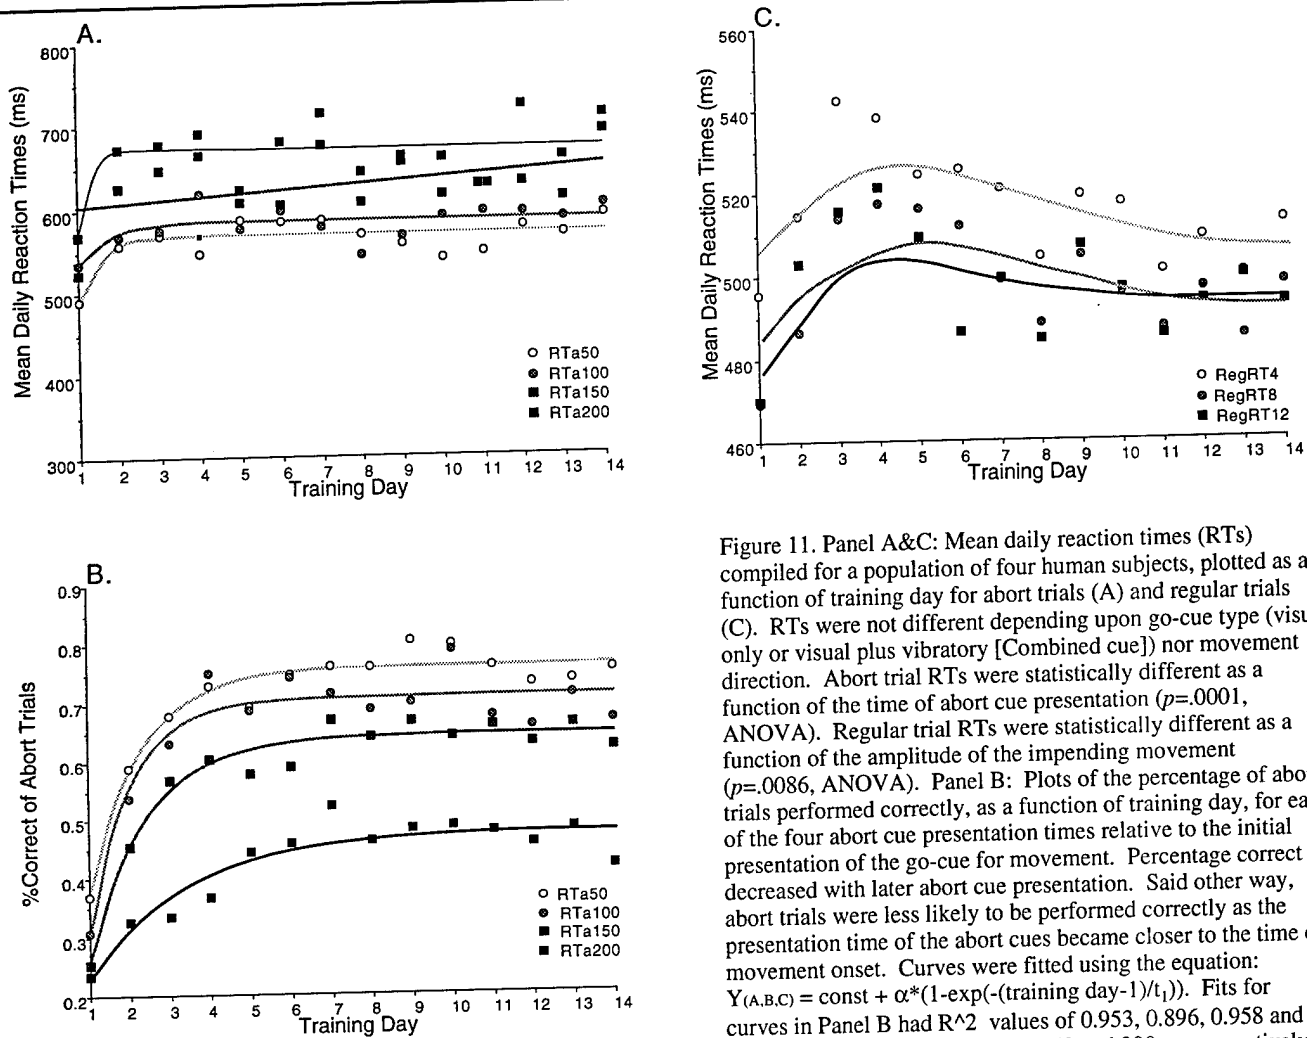 A.
800
700
600
500
400
300
Mean Daily Reaction Times (ms)
RTa50
RTa100
RTa150
RTa200
1 2 3 4 5 6 7 8 9 10 11 12 13 14
Training Day
B.
0.9
0.8
0.7
0.6
0.5
0.4
0.3
0.2
%Correct of Abort Trials
RTa50
RTa100
RTa150
RTa200
1 2 3 4 5 6 7 8 9 10 11 12 13 14
Training Day
C.
560
540
520
500
480
460
Mean Daily Reaction Times (ms)
RegRT4
RegRT8
RegRT12
1 2 3 4 5 6 7 8 9 10 11 12 13 14
Training Day
Figure 11. Panel A&C: Mean daily reaction times (RTs)
compiled for a population of four human subjects, plotted as a
function of training day for abort trials (A) and regular trials
(C). RTs were not different depending upon go-cue type (visu
only or visual plus vibratory [Combined cue]) nor movement
direction. Abort trial RTs were statistically different as a
function of the time of abort cue presentation (p=.0001,
ANOVA). Regular trial RTs were statistically different as a
function of the amplitude of the impending movement
(p=.0086, ANOVA). Panel B: Plots of the percentage of abo
trials performed correctly, as a function of training day, for ea
of the four abort cue presentation times relative to the initial
presentation of the go-cue for movement. Percentage correct
decreased with later abort cue presentation. Said other way,
abort trials were less likely to be performed correctly as the
presentation time of the abort cues became closer to the time
movement onset. Curves were fitted using the equation:
Y(A,B,C) = const + α*(1-exp(-(training day-1)/t₁)). Fits for
curves in Panel B had R^2 values of 0.953, 0.896, 0.958 and